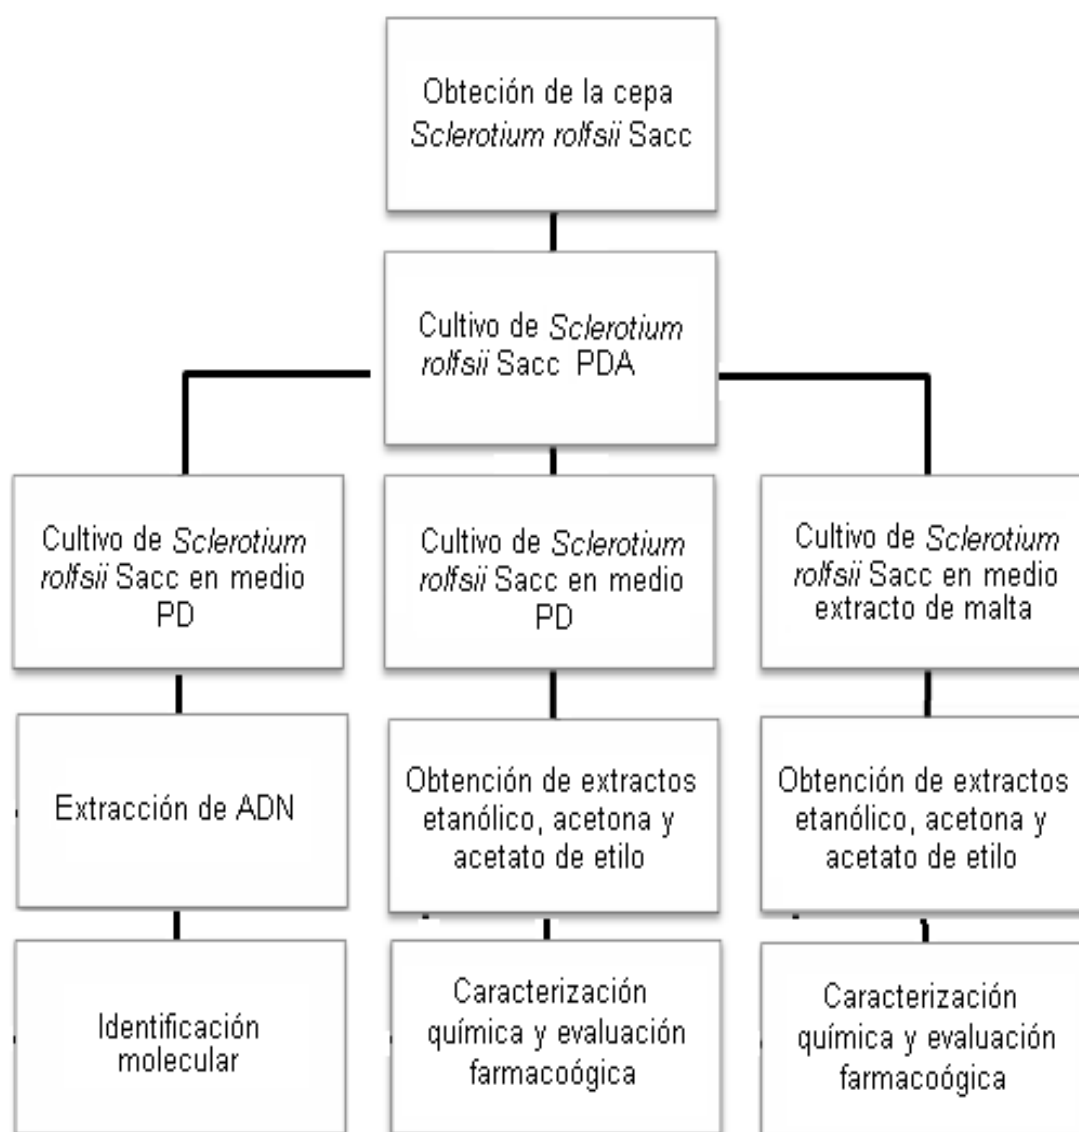 Obteción de la cepa
Sclerotium rolfsii Sacc
Cultivo de Sclerotium
rolfsii Sacc PDA
Cultivo de Sclerotium
rolfsii Sacc en medio
PD
Cultivo de Sclerotium
rolfsii Sacc en medio
PD
Cultivo de Sclerotium
rolfsii Sacc en medio
extracto de malta
Extracción de ADN
Obtención de extractos
etanólico, acetona y
acetato de etilo
Obtención de extractos
etanólico, acetona y
acetato de etilo
Identificación
molecular
Caracterización
química y evaluación
farmacoógica
Caracterización
química y evaluación
farmacoógica